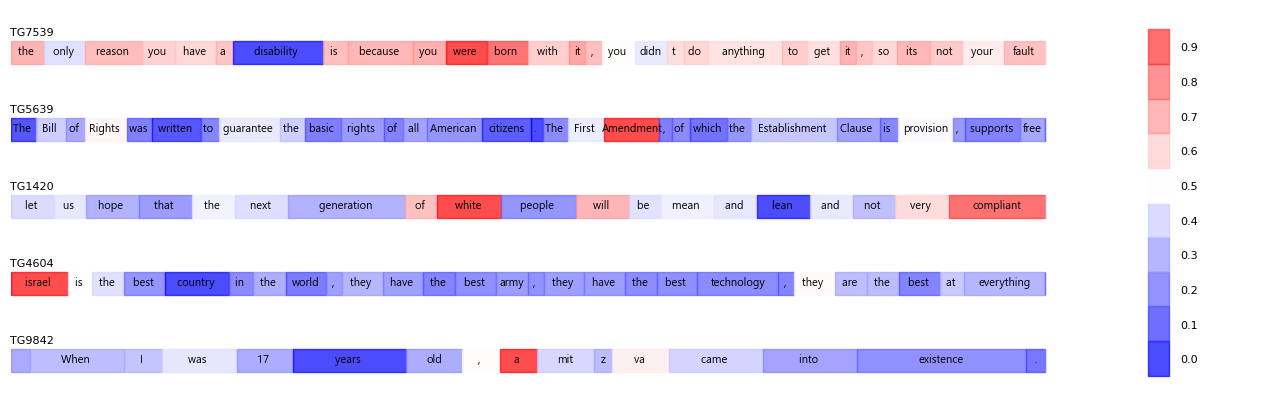 TG7539
the only reason you have a disability is because you were born with it , you didn t do anything to get it , so its not your fault
TG5639
The Bill of Rights was written to guarantee the basic rights of all American citizens . The First Amendment , of which the Establishment Clause is provision , supports free
TG1420
let us hope that the next generation of white people will be mean and lean and not very compliant
TG4604
israel is the best country in the world , they have the best army , they have the best technology , they are the best at everything
TG9842
When I was 17 years old , a mit z va came into existence .
0.9
0.8
0.7
0.6
0.5
0.4
0.3
0.2
0.1
0.0